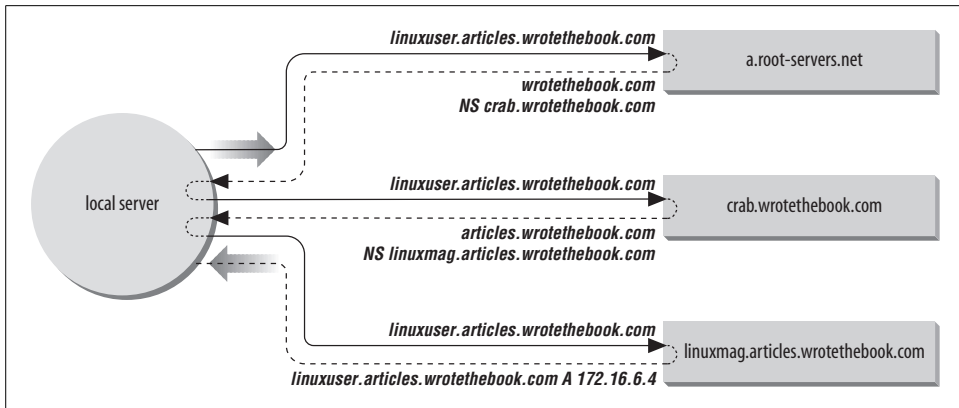 linuxuser.articles.wrotethebook.com
a.root-servers.net
wrotethebook.com
NS crab.wrotethebook.com
local server
linuxuser.articles.wrotethebook.com
crab.wrotethebook.com
articles.wrotethebook.com
NS linuxmag.articles.wrotethebook.com
linuxuser.articles.wrotethebook.com
linuxmag.articles.wrotethebook.com
linuxuser.articles.wrotethebook.com A 172.16.6.4